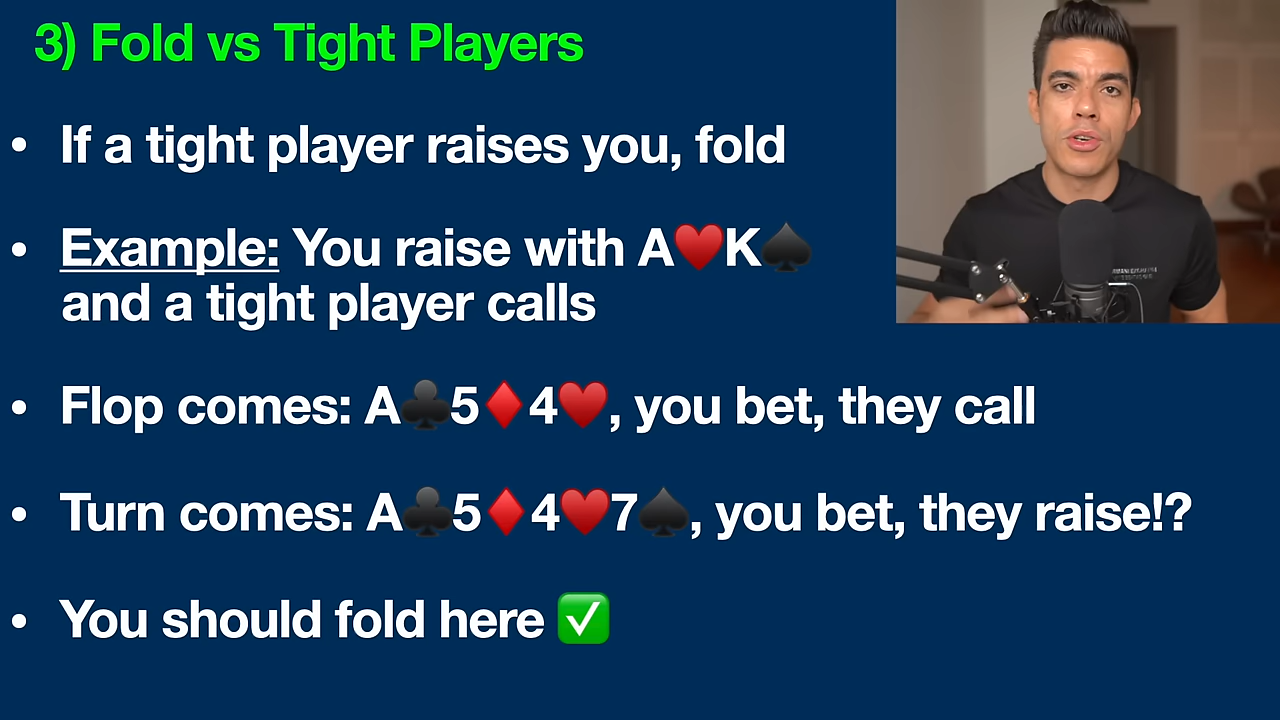 3) Fold vs Tight Players
• If a tight player raises you, fold
• Example: You raise with A♥️K♠️
and a tight player calls
• Flop comes: A♣️5♦️4♥️, you bet, they call
• Turn comes: A♣️5♦️4♥️7♠️, you bet, they raise!?
• You should fold here ✅